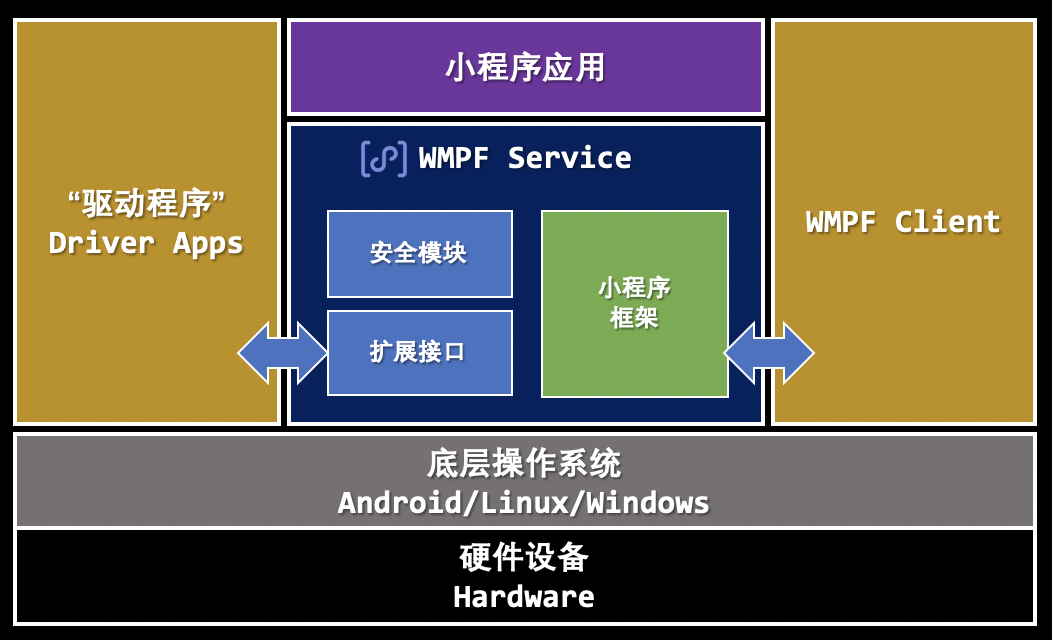 小程序应用
WMPF Service
“驱动程序”
Driver Apps
安全模块
扩展接口
小程序
框架
WMPF Client
底层操作系统
Android/Linux/Windows
硬件设备
Hardware